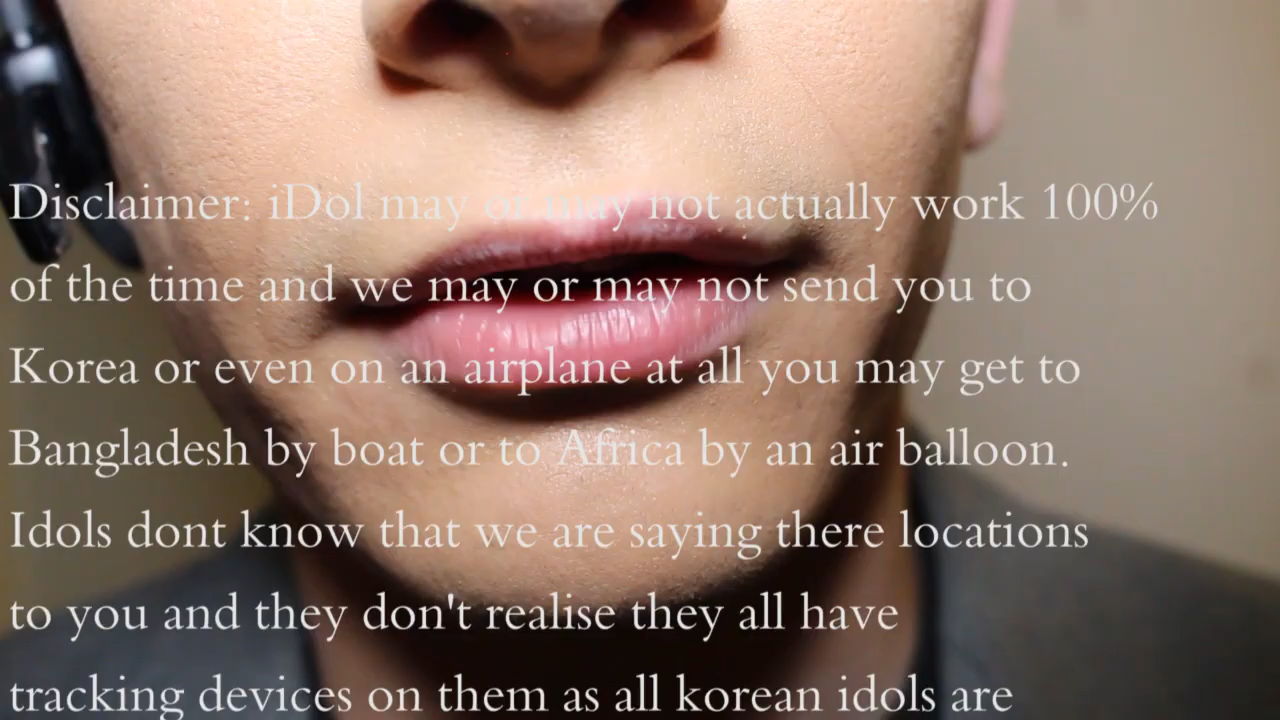 Disclaimer: iDol may or may not actually work 100%
of the time and we may or may not send you to
Korea or even on an airplane at all you may get to
Bangladesh by boat or to Africa by an air balloon.
Idols dont know that we are saying there locations
to you and they don't realise they all have
tracking devices on them as all korean idols are